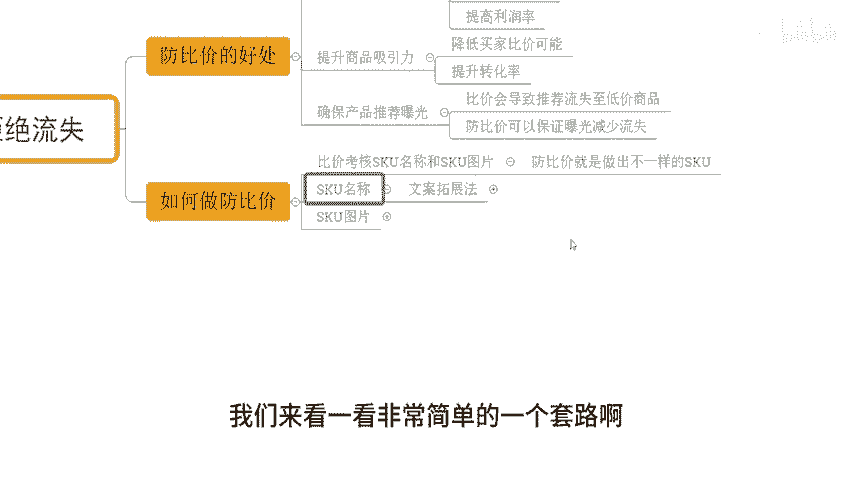 提高利润率
防比价的好处
提升商品吸引力
降低买家比价可能
提升转化率
确保产品推荐曝光
比价会导致推荐流失至低价商品
防比价可以保证曝光减少流失
绝流失
如何做防比价
比价考核SKU名称和SKU图片
防比价就是做出不一样的SKU
SKU名称
文案拓展法
SKU图片
我们来看一看非常简单的一个套路啊